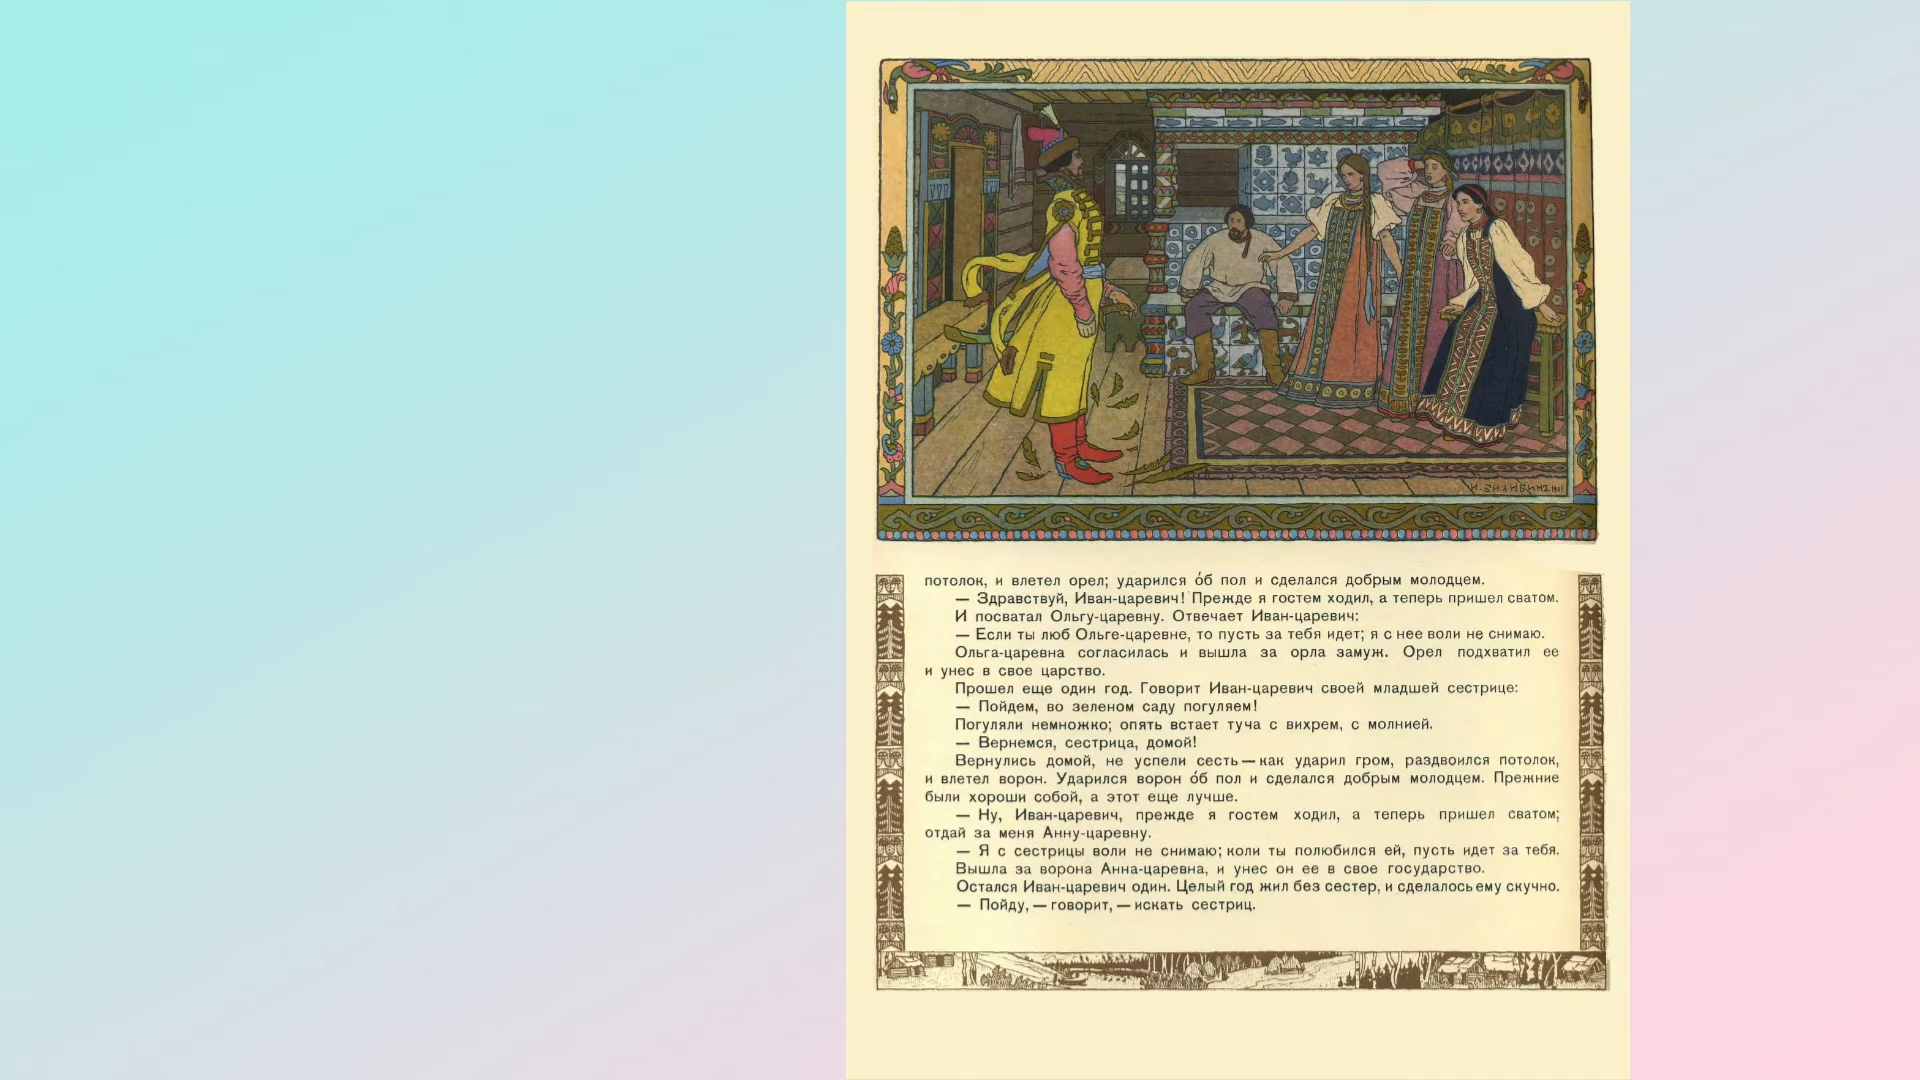 И. БИЛИБИНЪ 1901
потолок, и влетел орел; ударился о́б пол и сделался добрым молодцем.
— Здравствуй, Иван-царевич! Прежде я гостем ходил, а теперь пришел сватом.
И посватал Ольгу-царевну. Отвечает Иван-царевич:
— Если ты люб Ольге-царевне, то пусть за тебя идет; я с нее воли не снимаю.
Ольга-царевна согласилась и вышла за орла замуж. Орел подхватил ее
и унес в свое царство.
Прошел еще один год. Говорит Иван-царевич своей младшей сестрице:
— Пойдем, во зеленом саду погуляем!
Погуляли немножко; опять встает туча с вихрем, с молнией.
— Вернемся, сестрица, домой!
Вернулись домой, не успели сесть — как ударил гром, раздвоился потолок,
и влетел ворон. Ударился ворон о́б пол и сделался добрым молодцем. Прежние
были хороши собой, а этот еще лучше.
— Ну, Иван-царевич, прежде я гостем ходил, а теперь пришел сватом;
отдай за меня Анну-царевну.
— Я с сестрицы воли не снимаю; коли ты полюбился ей, пусть идет за тебя.
Вышла за ворона Анна-царевна, и унес он ее в свое государство.
Остался Иван-царевич один. Целый год жил без сестер, и сделалось ему скучно.
— Пойду, — говорит, — искать сестриц.